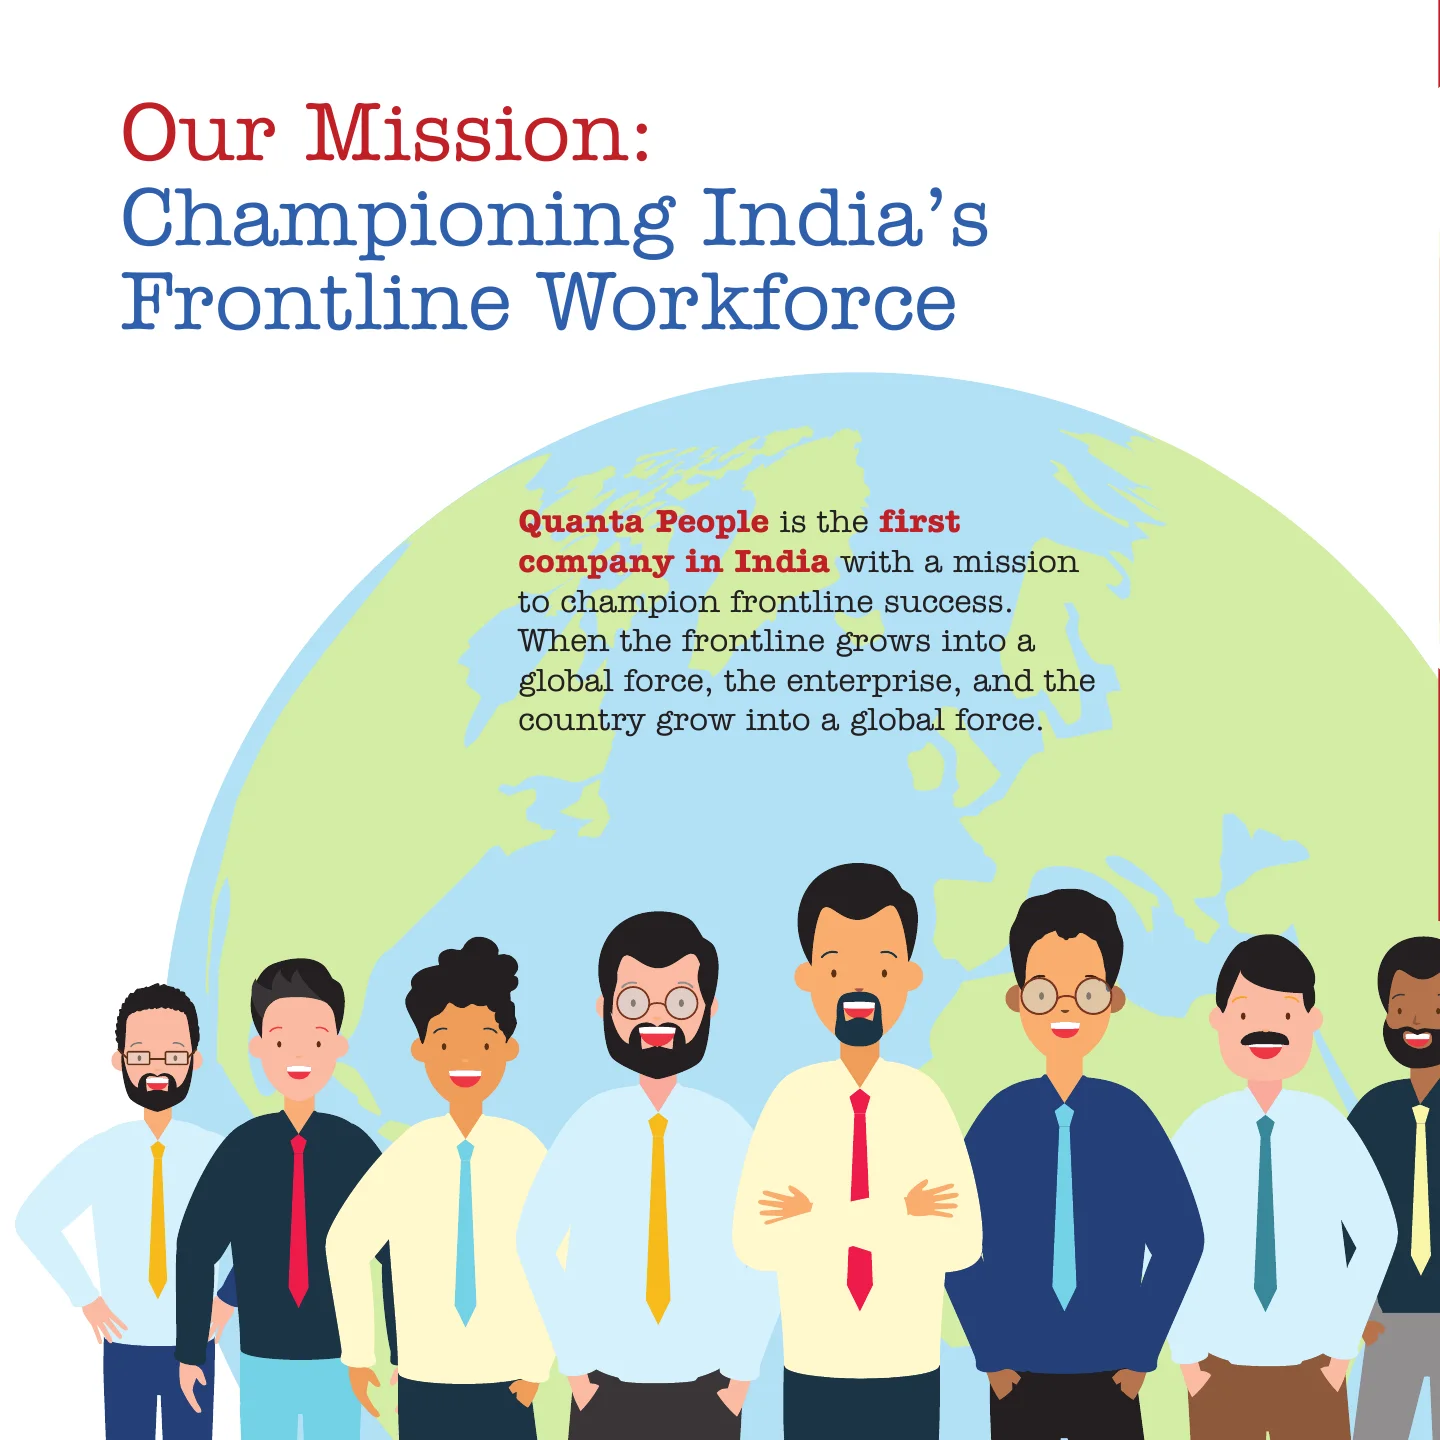 Our Mission:
Championing India’s
Frontline Workforce
Quanta People is the first
company in India with a mission
to champion frontline success.
When the frontline grows into a
global force, the enterprise, and the
country grow into a global force.